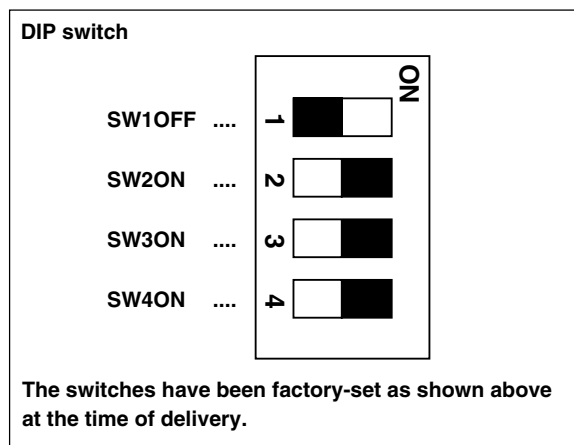 DIP switch
ON
SW1OFF .... 1
SW2ON .... 2
SW3ON .... 3
SW4ON .... 4
The switches have been factory-set as shown above
at the time of delivery.